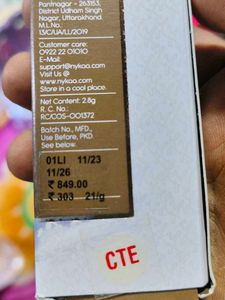 Pantnagar - 263153,
District Udham Singh
Nagar, Uttarakhand.
M.L.No.:
13/C/UA/LL/2019
Customer care:
0922 22 01010
E-Mail:
support@nykaa.com
Visit Us @
www.nykaa.com
Store in a cool place.
Net Content: 2.8g
R. C. No.:
RC/COS-001372
Batch No., MFD.,
Use Before, PKD.
See below:
01LI 11/23
11/26
₹ 849.00
₹ 303 21/g
CTE